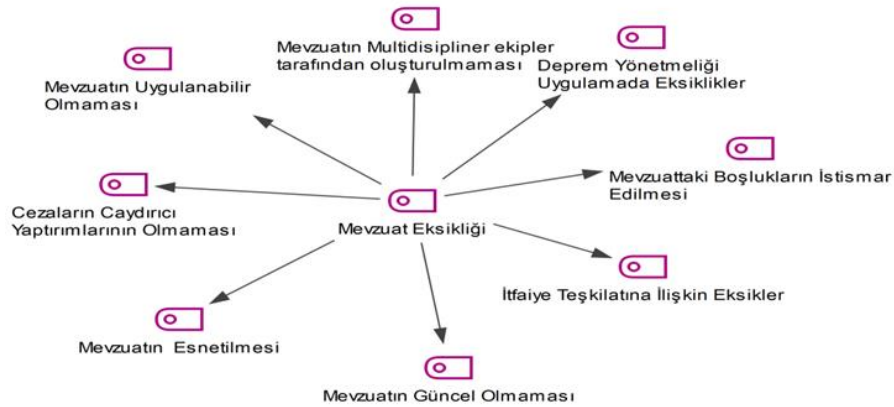 Mevzuatın Multidisipliner ekipler
tarafından oluşturulmaması
Deprem Yönetmeliği
Uygulamada Eksiklikler
Mevzuatın Uygulanabilir
Olmaması
Mevzuattaki Boşlukların İstismar
Edilmesi
Cezaların Caydırıcı
Yaptırımlarının Olmaması
Mevzuat Eksikliği
İtfaiye Teşkilatına İlişkin Eksikler
Mevzuatın Esnetilmesi
Mevzuatın Güncel Olmaması